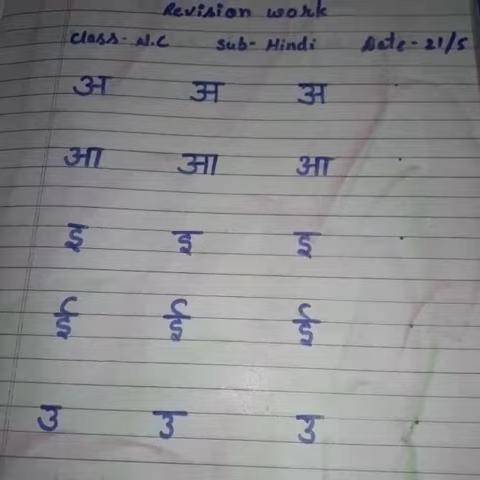 Revision work
Class- N.C Sub- Hindi Date - 21/5
अ अ अ
आ आ आ
इ इ इ
ई ई ई
उ उ उ